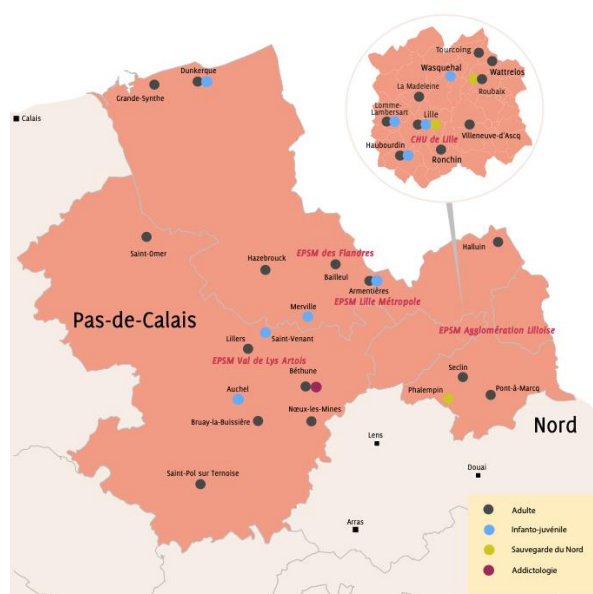 Tourcoing
Wasquehal
Wattrelos
La Madeleine
Roubaix
Lomme-
Lambersart
Lille
Villeneuve-d'Ascq
CHU de Lille
Haubourdin
Ronchin
Dunkerque
Grande-Synthe
Calais
Saint-Omer
Hazebrouck
EPSM des Flandres
Bailleul
Halluin
Armentières
EPSM Lille Métropole
Merville
Pas-de-Calais
Lillers
Saint-Venant
EPSM Agglomération Lilloise
EPSM Val de Lys Artois
Béthune
Seclin
Auchel
Phalempin
Pont-à-Marcq
Bruay-la-Buissière
Nœux-les-Mines
Nord
Lens
Douai
Saint-Pol sur Ternoise
Arras
Adulte
Infanto-juvénile
Sauvegarde du Nord
Addictologie